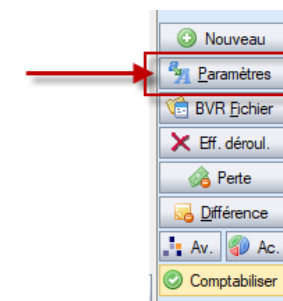 Nouveau
Paramètres
BVR Fichier
Eff. déroul.
Perte
Différence
Av. Ac.
Comptabiliser